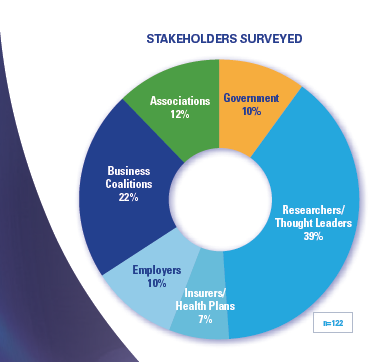 STAKEHOLDERS SURVEYED
Government
10%
Associations
12%
Business
Coalitions
22%
Researchers/
Thought Leaders
39%
Employers
10%
Insurers/
Health Plans
7%
n=122